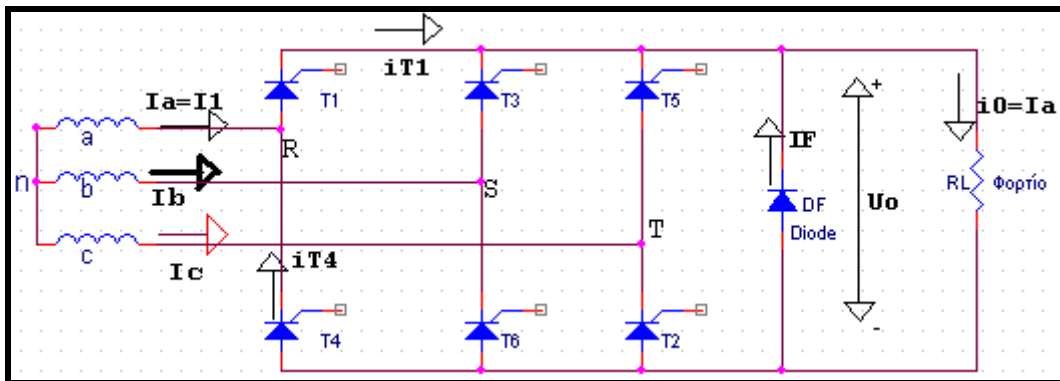 iT1
T1
T3
T5
Ia=I1
a
R
n
b
Ib
S
c
Ic
T
iT4
T4
T6
T2
IF
DF
Diode
+
Uo
-
i0=Ia
RL Φορτίο